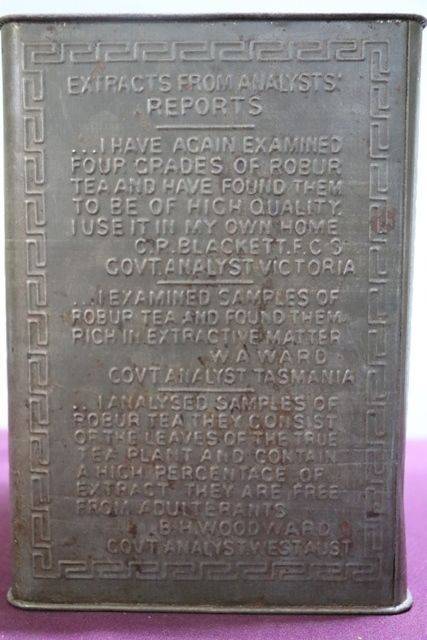 EXTRACTS FROM ANALYSTS'
REPORTS
...I HAVE AGAIN EXAMINED
FOUR GRADES OF ROBUR
TEA AND HAVE FOUND THEM
TO BE OF HIGH QUALITY.
I USE IT IN MY OWN HOME
C.P. BLACKETT. F.C S
GOVT. ANALYST VICTORIA
...I EXAMINED SAMPLES OF
ROBUR TEA AND FOUND THEM
RICH IN EXTRACTIVE MATTER
W A WARD
GOVT. ANALYST TASMANIA
...I ANALYSED SAMPLES OF
ROBUR TEA THEY CONSIST
OF THE LEAVES OF THE TRUE
TEA PLANT AND CONTAIN
A HIGH PERCENTAGE OF
EXTRACT THEY ARE FREE
FROM ADULTERANTS
B.H. WOODWARD
GOVT ANALYST. WEST AUST